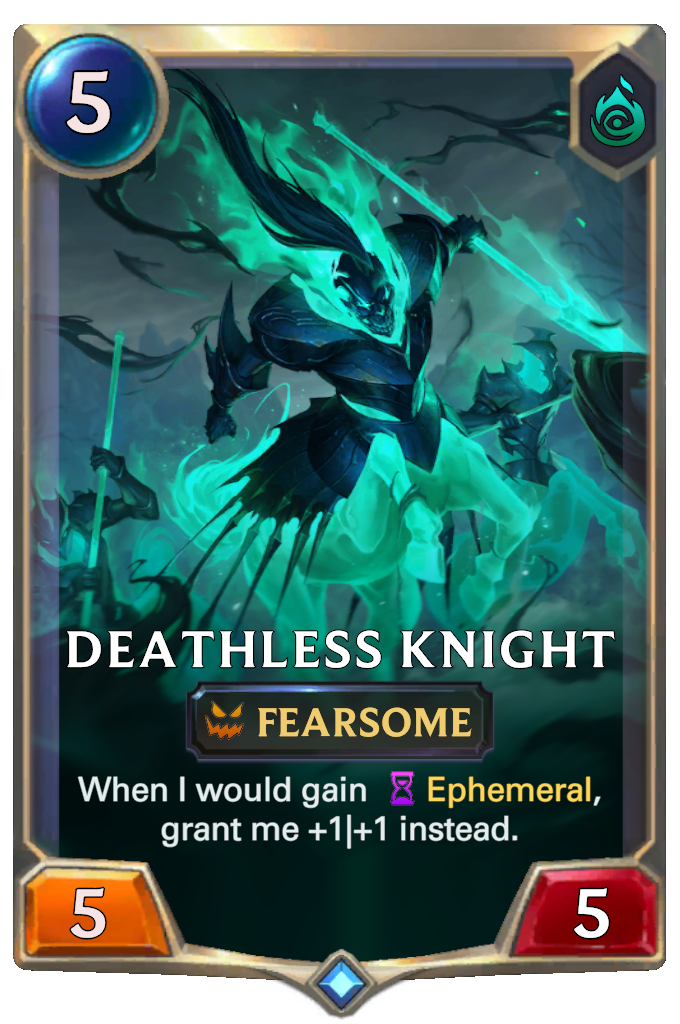 5
DEATHLESS KNIGHT
FEARSOME
When I would gain Ephemeral,
grant me +1|+1 instead.
5 5